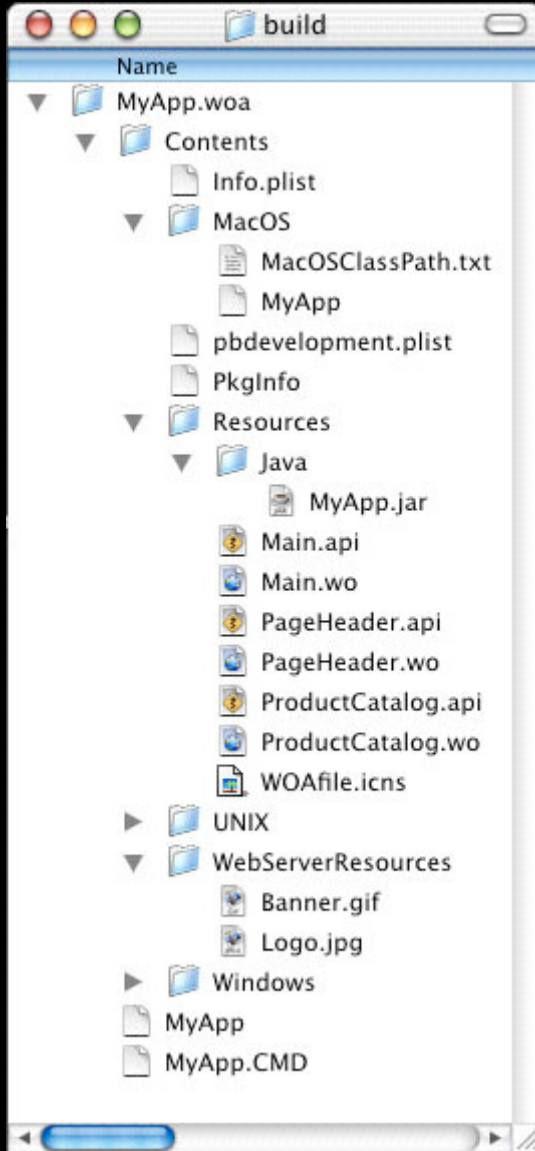 build
Name
MyApp.woa
Contents
Info.plist
MacOS
MacOSClassPath.txt
MyApp
pbdevelopment.plist
PkgInfo
Resources
Java
MyApp.jar
Main.api
Main.wo
PageHeader.api
PageHeader.wo
ProductCatalog.api
ProductCatalog.wo
WOAfile.icns
UNIX
WebServerResources
Banner.gif
Logo.jpg
Windows
MyApp
MyApp.CMD